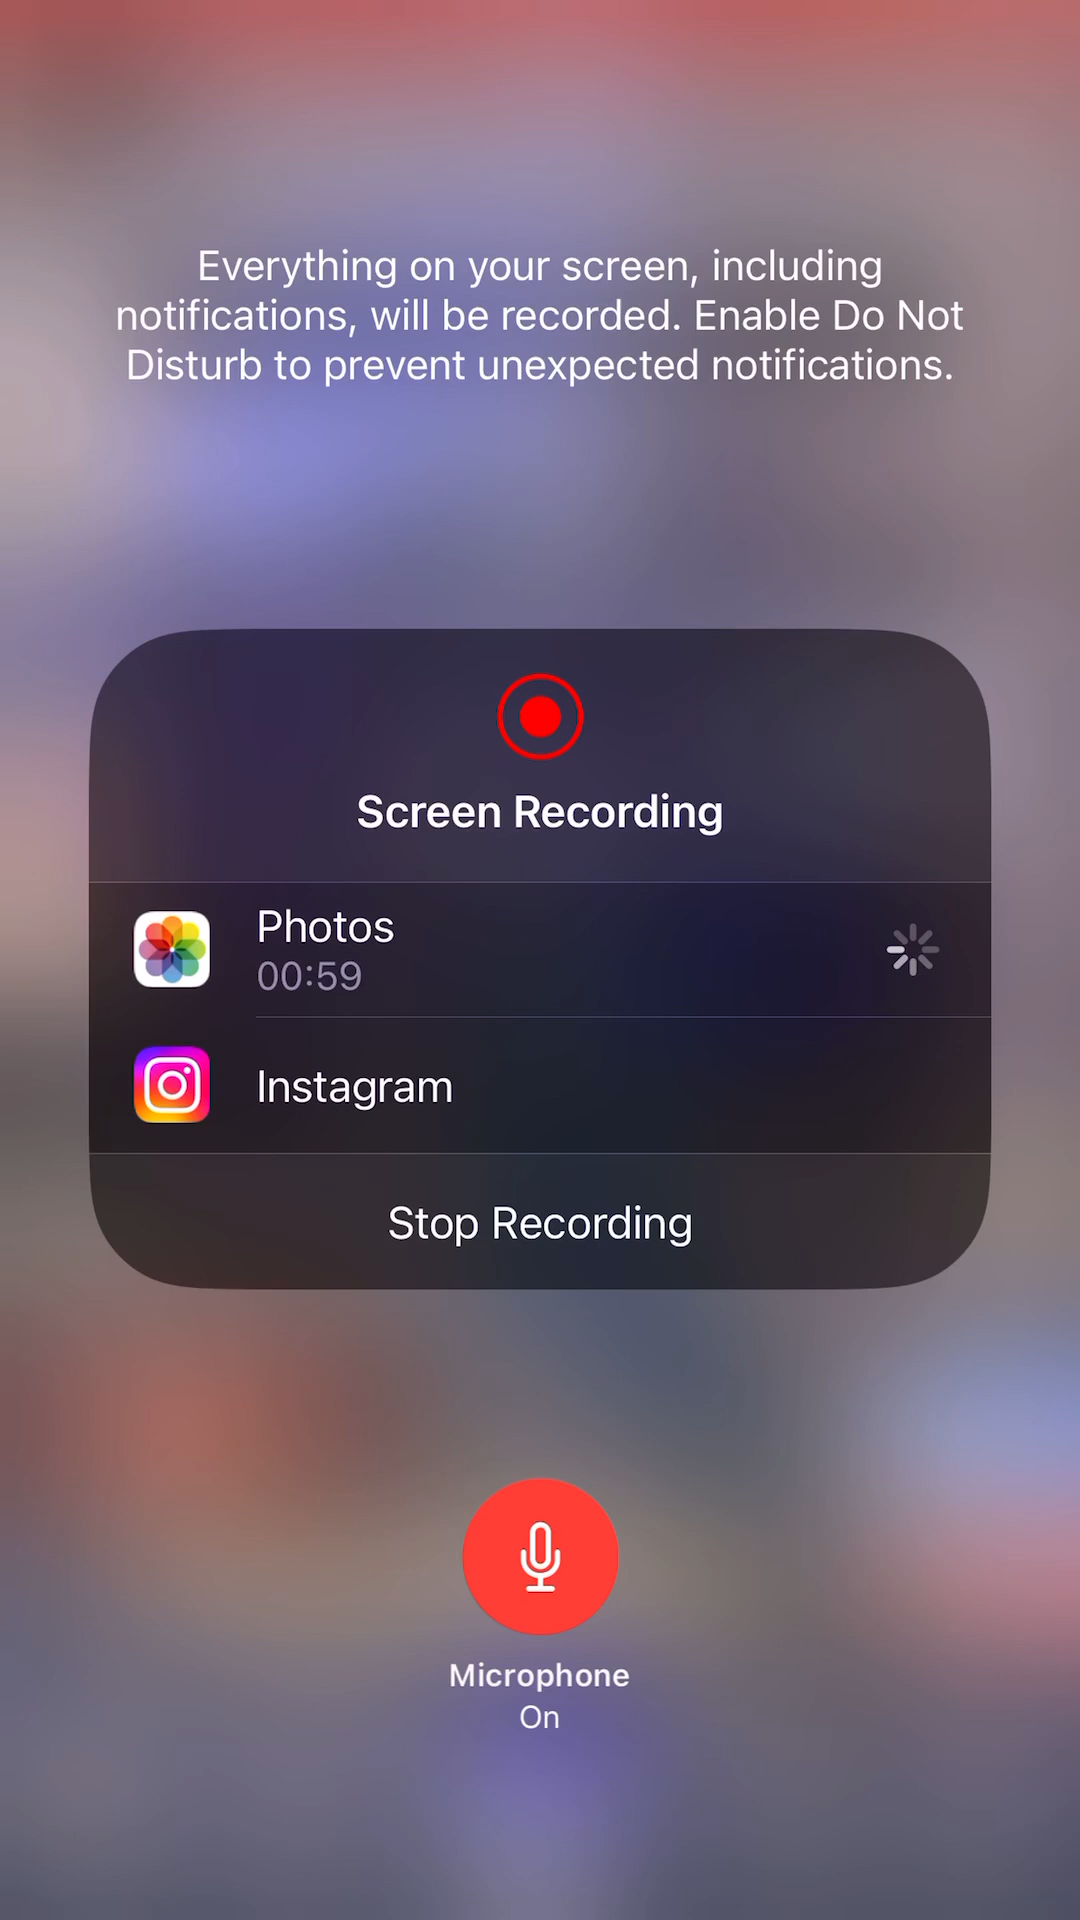 Everything on your screen, including
notifications, will be recorded. Enable Do Not
Disturb to prevent unexpected notifications.
Screen Recording
Photos
00:59
Instagram
Stop Recording
Microphone
On